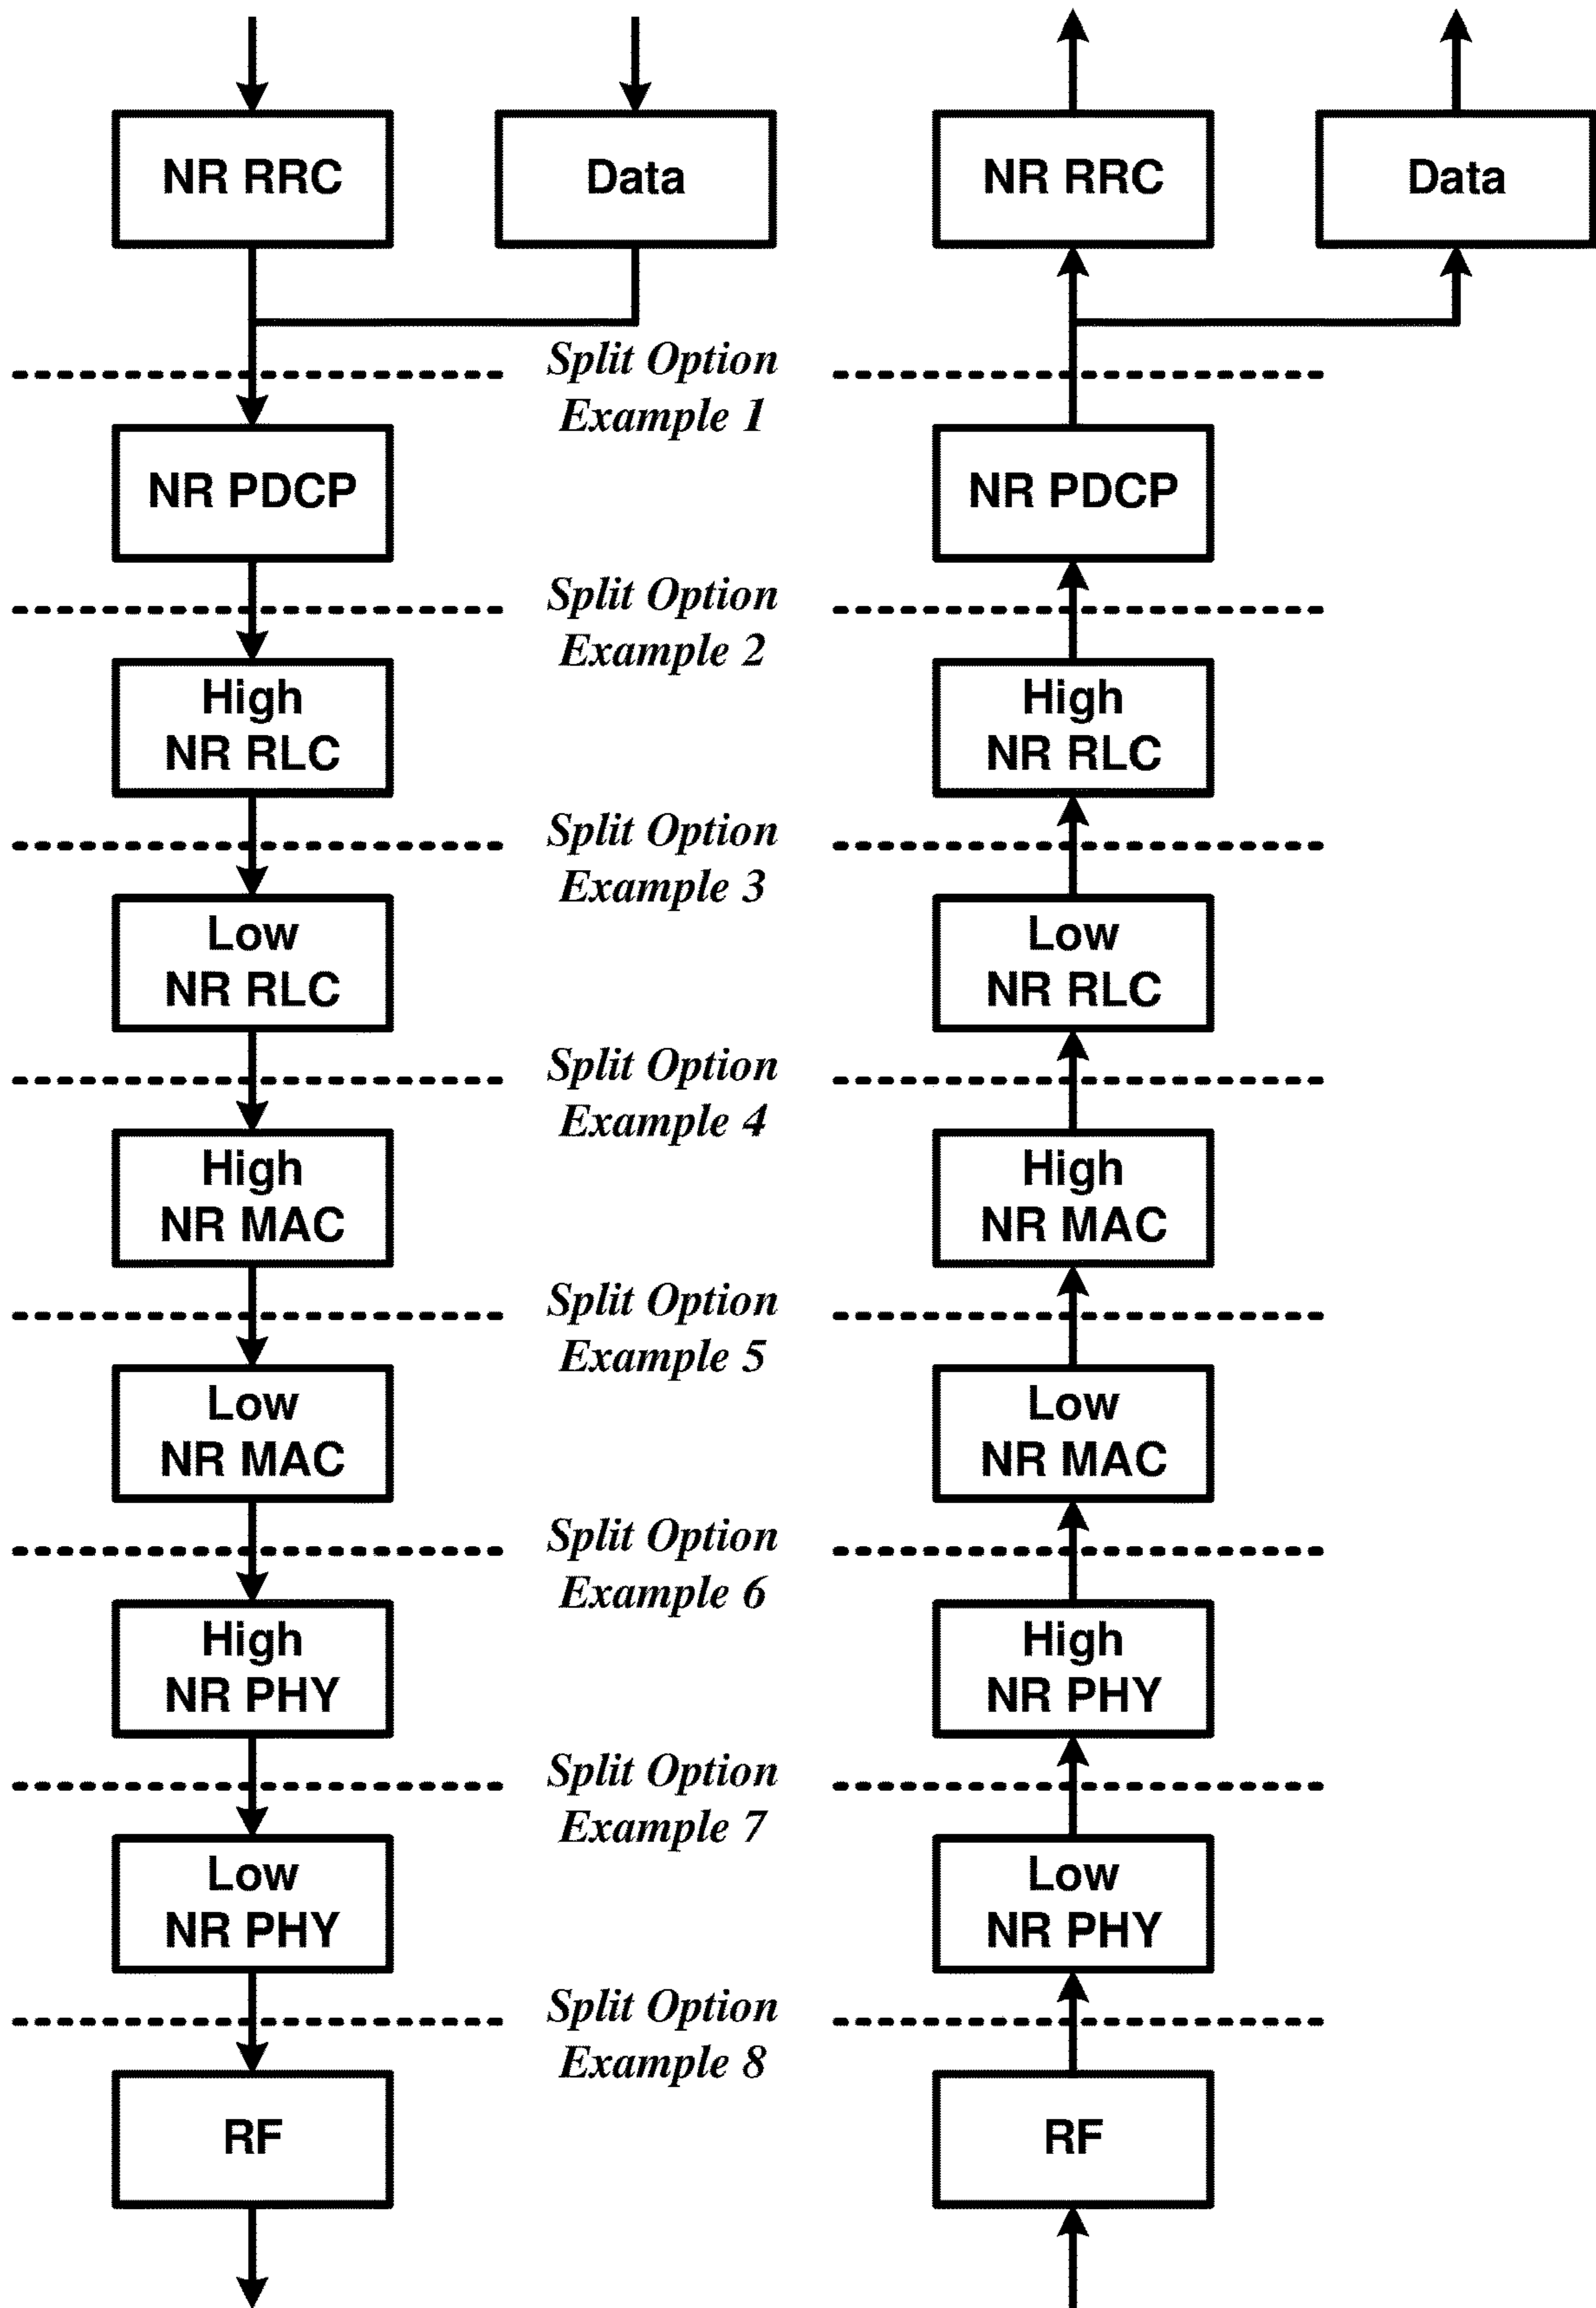 NR RRC
Data
NR RRC
Data
Split Option
Example 1
NR PDCP
NR PDCP
Split Option
Example 2
High
NR RLC
High
NR RLC
Split Option
Example 3
Low
NR RLC
Low
NR RLC
Split Option
Example 4
High
NR MAC
High
NR MAC
Split Option
Example 5
Low
NR MAC
Low
NR MAC
Split Option
Example 6
High
NR PHY
High
NR PHY
Split Option
Example 7
Low
NR PHY
Low
NR PHY
Split Option
Example 8
RF
RF